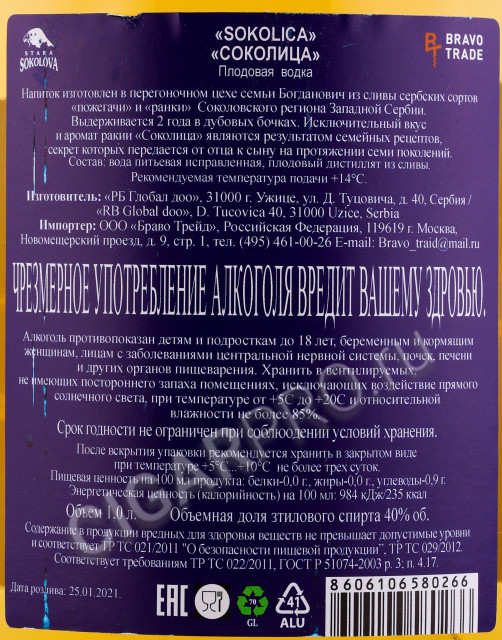 «SOKOLICA»
«СОКОЛИЦА»
Плодовая водка
STARA
SOKOLOVA
BRAVO
TRADE
Напиток изготовлен в перегоночном цехе семьи Богданович из сливы сербских сортов
«пожегачи» и «ранки» Соколовского региона Западной Сербии.
Выдерживается 2 года в дубовых бочках. Исключительный вкус
и аромат ракии «Соколица» являются результатом семейных рецептов,
секрет которых передается от отца к сыну на протяжении семи поколений.
Состав: вода питьевая исправленная, плодовый дистиллят из сливы.
Рекомендуемая температура подачи +14°С.
Изготовитель: «РБ Глобал доо», 31000 г. Ужице, ул. Д. Туцовича, д. 40, Сербия /
«RB Global doo», D. Tucovica 40, 31000 Uzice, Serbia
Импортер: ООО «Браво Трейд», Российская Федерация, 119619 г. Москва,
Новомещерский проезд, д. 9, стр. 1, тел. (495) 461-00-26 E-mail: Bravo_traid@mail.ru
ЧРЕЗМЕРНОЕ УПОТРЕБЛЕНИЕ АЛКОГОЛЯ ВРЕДИТ ВАШЕМУ ЗДРОВЬЮ.
Алкоголь противопоказан детям и подросткам до 18 лет, беременным и кормящим
женщинам, лицам с заболеваниями центральной нервной системы, почек, печени
и других органов пищеварения. Хранить в вентилируемых,
не имеющих постороннего запаха помещениях, исключающих воздействие прямого
солнечного света, при температуре от +5С до +20С и относительной
влажности не более 85%.
Срок годности не ограничен при соблюдении условий хранения.
После вскрытия упаковки рекомендуется хранить в закрытом виде
при температуре +5°С...+10°С не более трех суток.
Пищевая ценность на 100 мл продукта: белки-0,0 г., жиры-0,0 г., углеводы-0,9 г.
Энергетическая ценность (калорийность) на 100 мл: 984 кДж/235 ккал
Объем 1.0 л. Объемная доля этилового спирта 40% об.
Содержание в продукции вредных для здоровья веществ не превышает допустимые уровни
и соответствует ТР ТС 021/2011 "О безопасности пищевой продукции", ТР ТС 029/2012.
Соответствует требованиям ТР ТС 022/2011, ГОСТ Р 51074-2003 р. 3; п. 4.17.
Дата розлива: 25.01.2021.
EAC
70
GL
41
ALU
8606106580266
VIGARPRO.ru